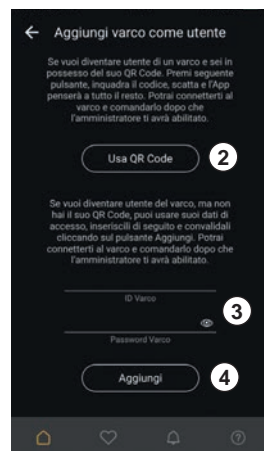 Aggiungi varco come utente
Se vuoi diventare utente di un varco e sei in
possesso del suo QR Code. Premi seguente
pulsante, inquadra il codice, scatta e l'App
penserà a tutto il resto. Potrai connetterti al
varco e comandarlo dopo che
l'amministratore ti avrà abilitato.
Usa QR Code
2
Se vuoi diventare utente del varco, ma non
hai il suo QR Code, puoi usare suoi dati di
accesso, inseriscili di seguito e convalidali
cliccando sul pulsante Aggiungi. Potrai
connetterti al varco e comandarlo dopo che
l'amministratore ti avrà abilitato.
ID Varco
3
Password Varco
Aggiungi
4
?